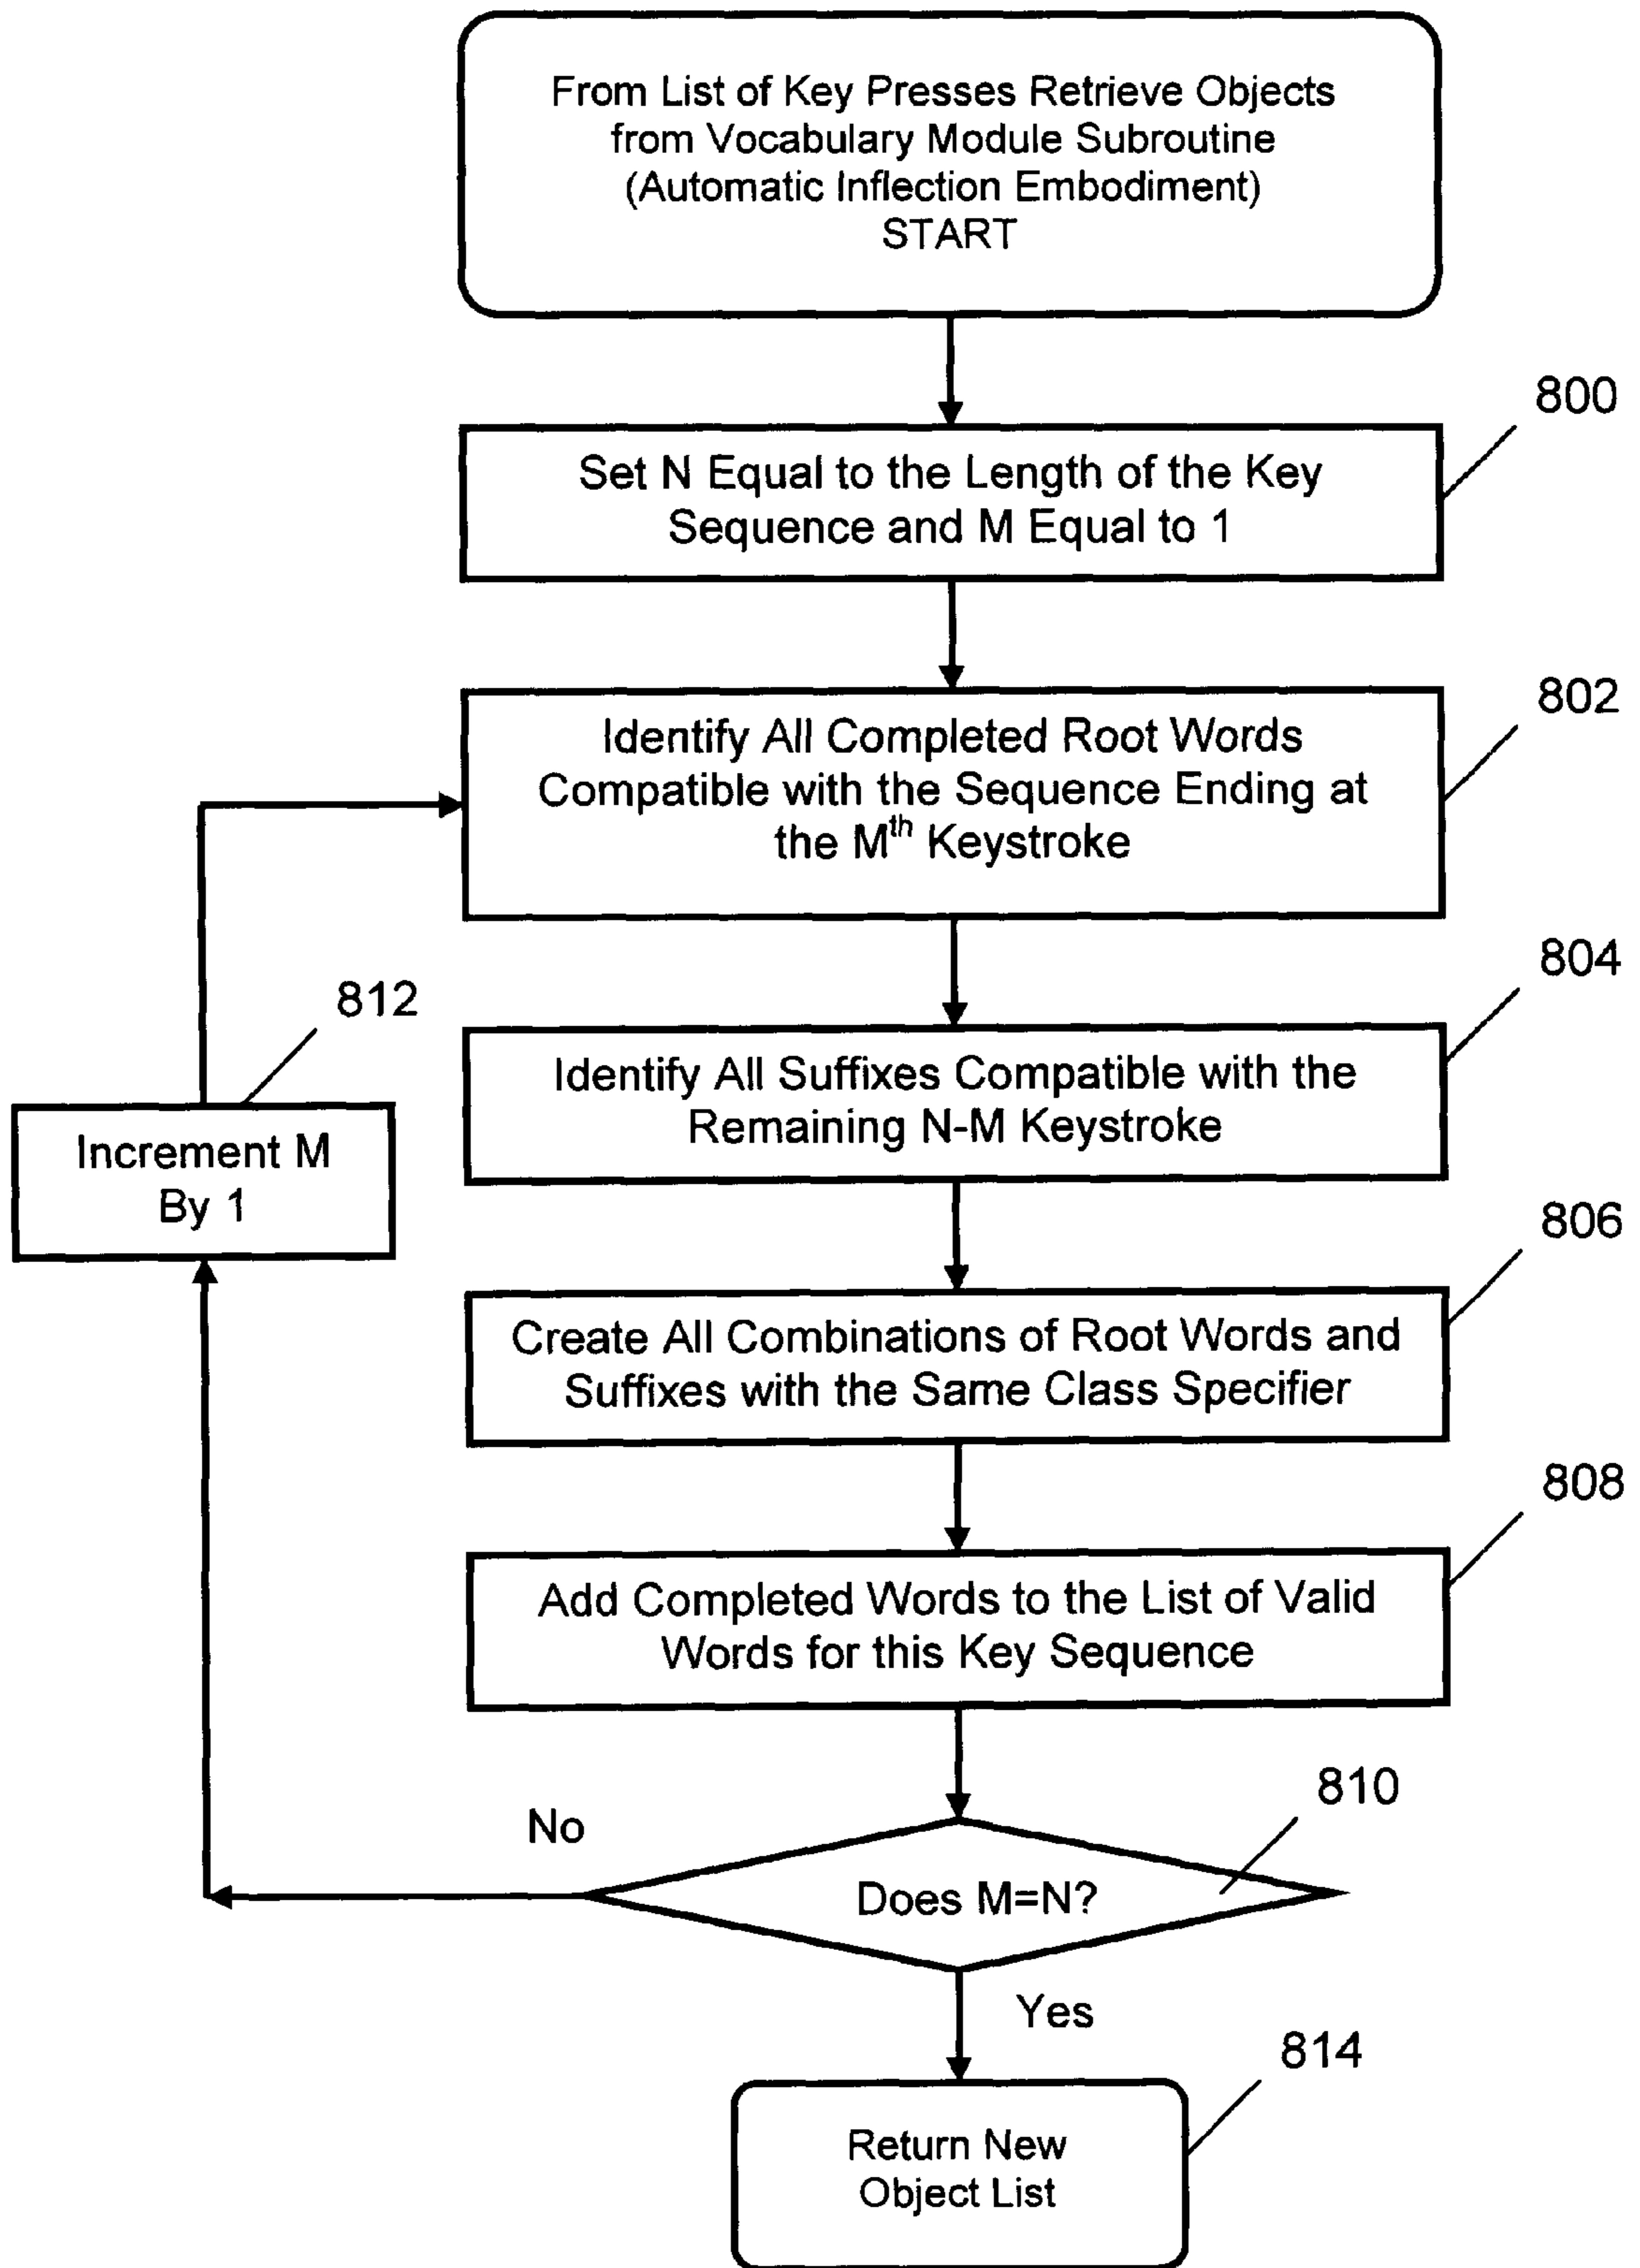 From List of Key Presses Retrieve Objects
from Vocabulary Module Subroutine
(Automatic Inflection Embodiment)
START
800
Set N Equal to the Length of the Key
Sequence and M Equal to 1
802
Identify All Completed Root Words
Compatible with the Sequence Ending at
the Mth Keystroke
804
Identify All Suffixes Compatible with the
Remaining N-M Keystroke
812
Increment M
By 1
806
Create All Combinations of Root Words and
Suffixes with the Same Class Specifier
808
Add Completed Words to the List of Valid
Words for this Key Sequence
810
No
Does M=N?
Yes
814
Return New
Object List